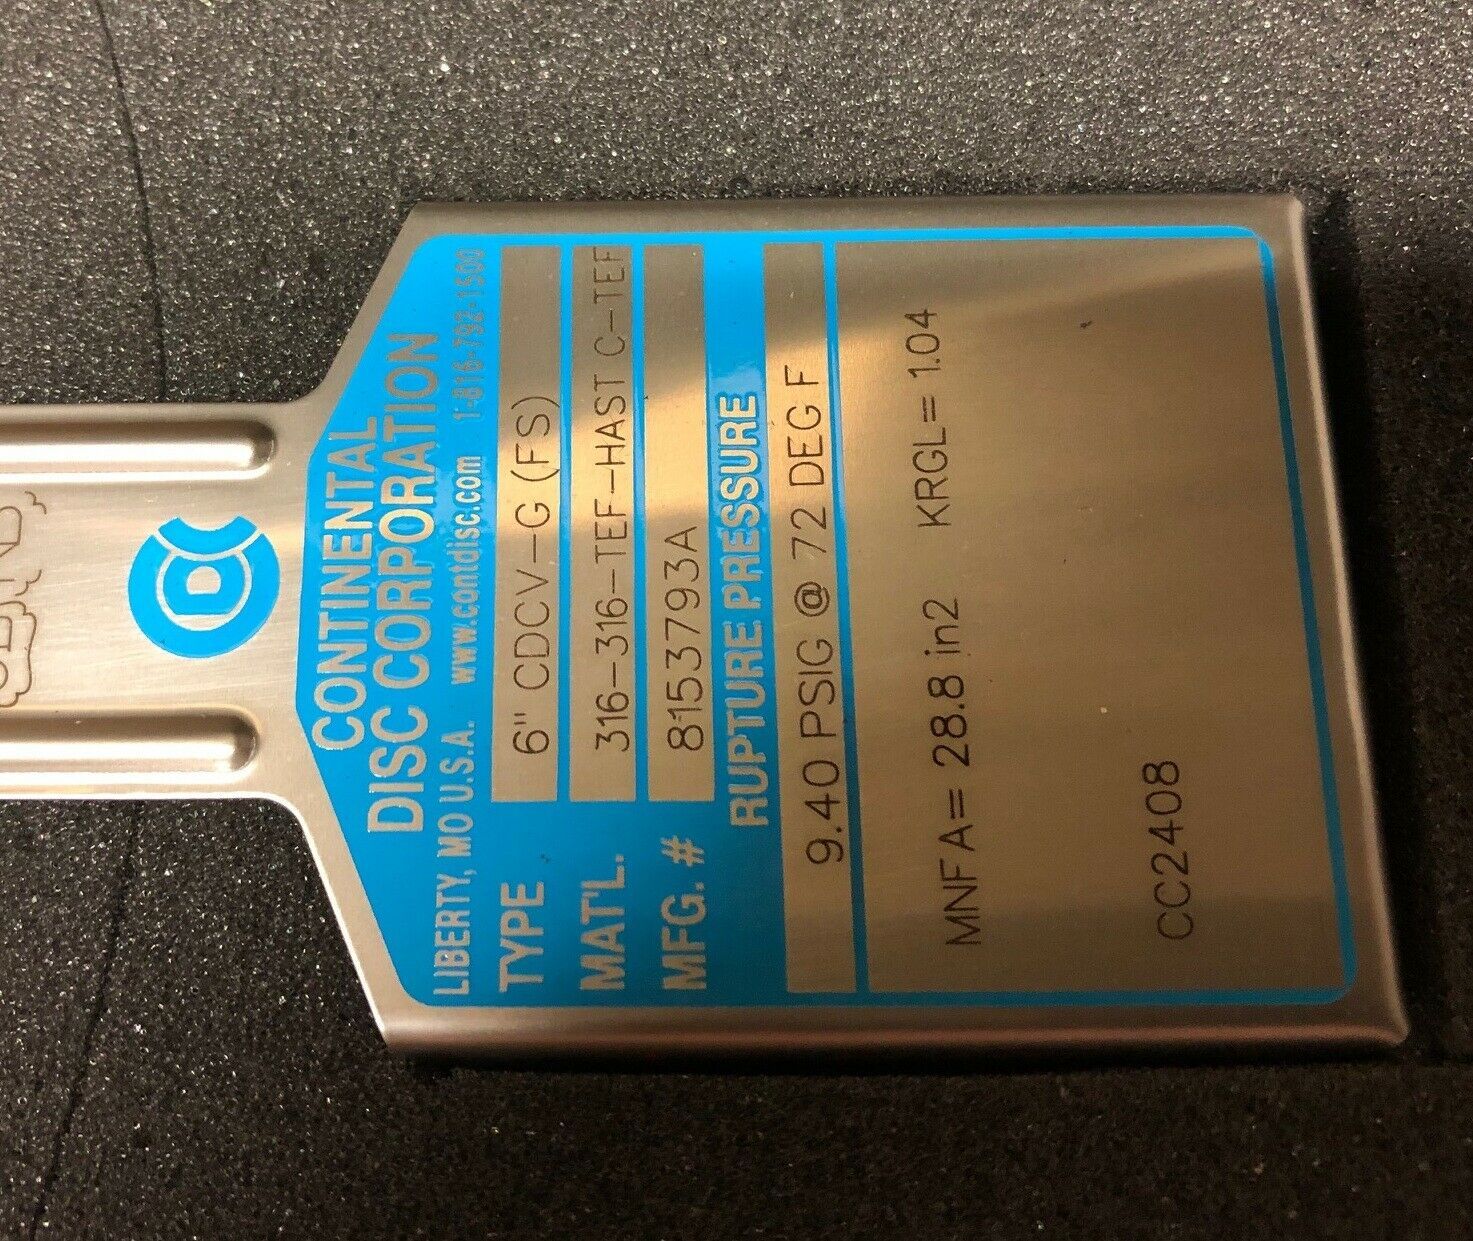 CONTINENTAL
DISC CORPORATION
LIBERTY, MO U.S.A. www.contdisc.com 1-816-792-1500
TYPE 6" CDCV-G (FS)
MAT'L. 316-316-TEF-HAST C-TEF
MFG. # 8153793A
RUPTURE PRESSURE
9.40 PSIG @ 72 DEG F
MNFA= 28.8 in2 KRGL= 1.04
CC2408